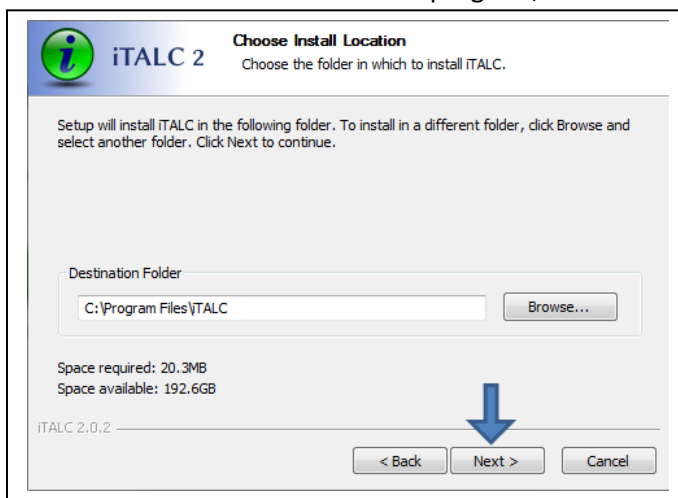 iTALC 2
Choose Install Location
Choose the folder in which to install iTALC.
Setup will install iTALC in the following folder. To install in a different folder, click Browse and
select another folder. Click Next to continue.
Destination Folder
C:\Program Files\iTALC
Browse...
Space required: 20.3MB
Space available: 192.6GB
iTALC 2.0.2
< Back
Next >
Cancel